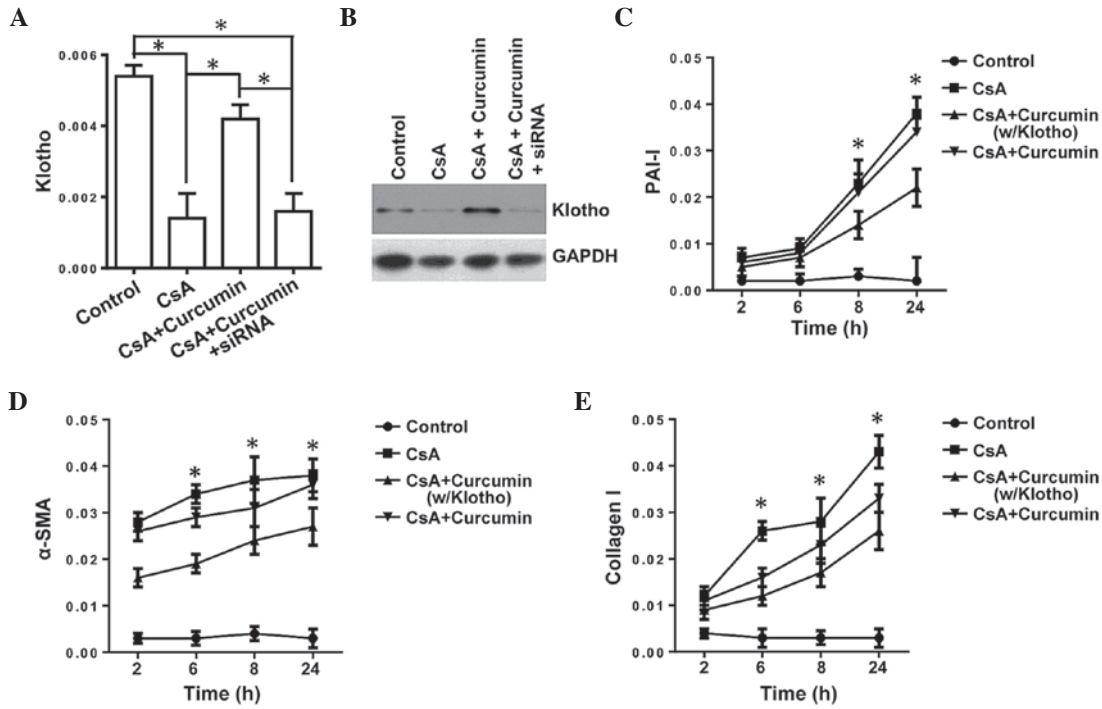 A
Klotho
0.006
0.004
0.002
0.000
* * * *
Control
CsA
CsA+Curcumin
CsA+Curcumin
+siRNA
B
Control
CsA
CsA + Curcumin
CsA + Curcumin
+ siRNA
Klotho
GAPDH
C
PAI-I
0.05
0.04
0.03
0.02
0.01
0.00
* *
2 6 8 24
Time (h)
Control
CsA
CsA+Curcumin
(w/Klotho)
CsA+Curcumin
D
α-SMA
0.05
0.04
0.03
0.02
0.01
0.00
* * *
2 6 8 24
Time (h)
Control
CsA
CsA+Curcumin
(w/Klotho)
CsA+Curcumin
E
Collagen I
0.05
0.04
0.03
0.02
0.01
0.00
* * *
2 6 8 24
Time (h)
Control
CsA
CsA+Curcumin
(w/Klotho)
CsA+Curcumin